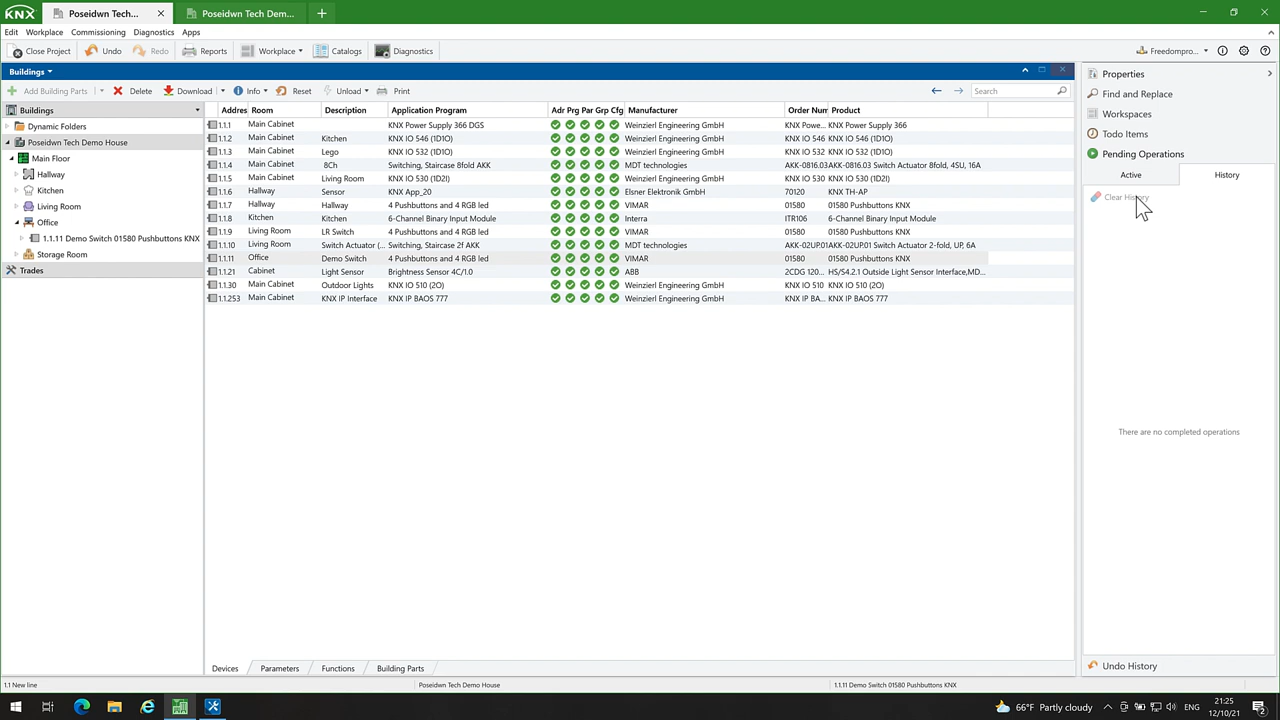 KNX Poseidwn Tech... × Poseidwn Tech Dem... +
Edit Workplace Commissioning Diagnostics Apps
Close Project Undo Redo Reports Workplace Catalogs Diagnostics Freedompro...
Buildings
Add Building Parts Delete Download Info Reset Unload Print Search
Buildings
Dynamic Folders
Poseidwn Tech Demo House
Main Floor
Hallway
Kitchen
Living Room
Office
1.1.11 Demo Switch 01580 Pushbuttons KNX
Storage Room
Trades
Addres Room Description Application Program Adr Prg Par Grp Cfg Manufacturer Order Num Product
1.1.1 Main Cabinet KNX Power Supply 366 DGS Weinzierl Engineering GmbH KNX Powe... KNX Power Supply 366
1.1.2 Main Cabinet Kitchen KNX IO 546 (1D1O) Weinzierl Engineering GmbH KNX IO 546 KNX IO 546 (1D1O)
1.1.3 Main Cabinet Lego KNX IO 532 (1D1O) Weinzierl Engineering GmbH KNX IO 532 KNX IO 532 (1D1O)
1.1.4 Main Cabinet 8Ch Switching, Staircase 8fold AKK MDT technologies AKK-0816.03 AKK-0816.03 Switch Actuator 8fold, 4SU, 16A
1.1.5 Main Cabinet Living Room KNX IO 530 (1D2I) Weinzierl Engineering GmbH KNX IO 530 KNX IO 530 (1D2I)
1.1.6 Hallway Sensor KNX App_20 Elsner Elektronik GmbH 70120 KNX TH-AP
1.1.7 Hallway Hallway 4 Pushbuttons and 4 RGB led VIMAR 01580 01580 Pushbuttons KNX
1.1.8 Kitchen Kitchen 6-Channel Binary Input Module Interra ITR106 6-Channel Binary Input Module
1.1.9 Living Room LR Switch 4 Pushbuttons and 4 RGB led VIMAR 01580 01580 Pushbuttons KNX
1.1.10 Living Room Switch Actuator (... Switching, Staircase 2f AKK MDT technologies AKK-02UP.01 AKK-02UP.01 Switch Actuator 2-fold, UP, 6A
1.1.11 Office Demo Switch 4 Pushbuttons and 4 RGB led VIMAR 01580 01580 Pushbuttons KNX
1.1.21 Cabinet Light Sensor Brightness Sensor 4C/1.0 ABB 2CDG 120... HS/S4.2.1 Outside Light Sensor Interface,MD...
1.1.30 Main Cabinet Outdoor Lights KNX IO 510 (2O) Weinzierl Engineering GmbH KNX IO 510 KNX IO 510 (2O)
1.1.253 Main Cabinet KNX IP Interface KNX IP BAOS 777 Weinzierl Engineering GmbH KNX IP BA... KNX IP BAOS 777
Devices Parameters Functions Building Parts
Properties
Find and Replace
Workspaces
Todo Items
Pending Operations
Active History
Clear History
There are no completed operations
Undo History
1.1 New line Poseidwn Tech Demo House 1.1.11 Demo Switch 01580 Pushbuttons KNX
66°F Partly cloudy ENG 21:25
12/10/21